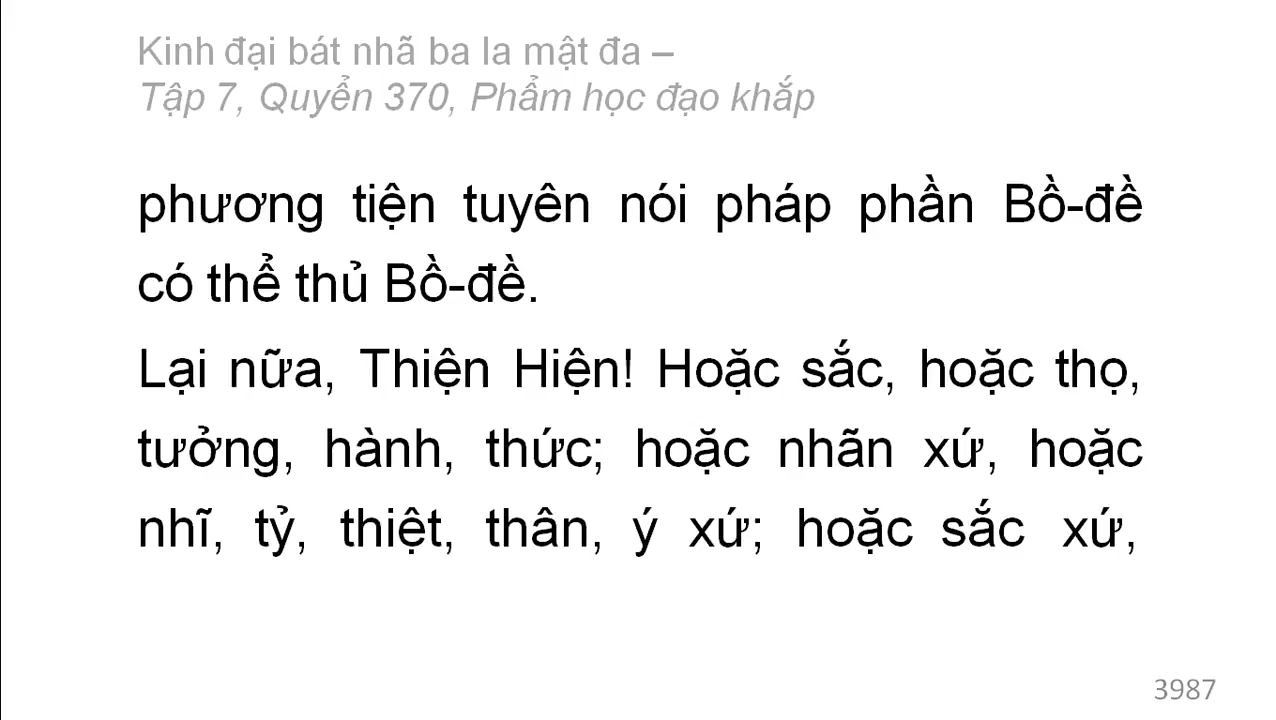 Kinh đại bát nhã ba la mật đa –
Tập 7, Quyển 370, Phẩm học đạo khắp
phương tiện tuyên nói pháp phần Bồ-đề
có thể thủ Bồ-đề.
Lại nữa, Thiện Hiện! Hoặc sắc, hoặc thọ,
tưởng, hành, thức; hoặc nhãn xứ, hoặc
nhĩ, tỷ, thiệt, thân, ý xứ; hoặc sắc xứ,
3987